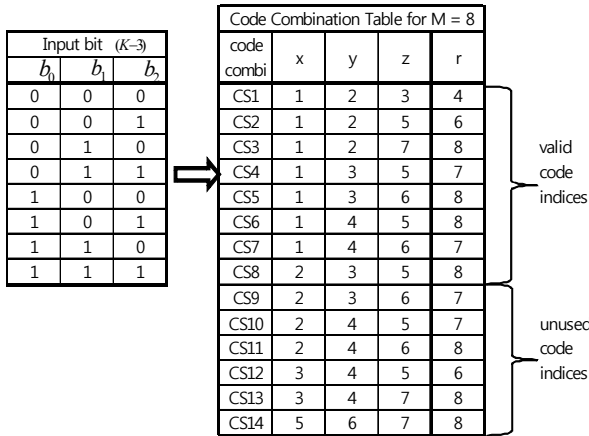 Code Combination Table for M = 8
Input bit (K–3)
b0 b1 b2
code combi x y z r
0 0 0
0 0 1
0 1 0
0 1 1
1 0 0
1 0 1
1 1 0
1 1 1
CS1 1 2 3 4
CS2 1 2 5 6
CS3 1 2 7 8
CS4 1 3 5 7
CS5 1 3 6 8
CS6 1 4 5 8
CS7 1 4 6 7
CS8 2 3 5 8
CS9 2 3 6 7
CS10 2 4 5 7
CS11 2 4 6 8
CS12 3 4 5 6
CS13 3 4 7 8
CS14 5 6 7 8
valid
code
indices
unused
code
indices